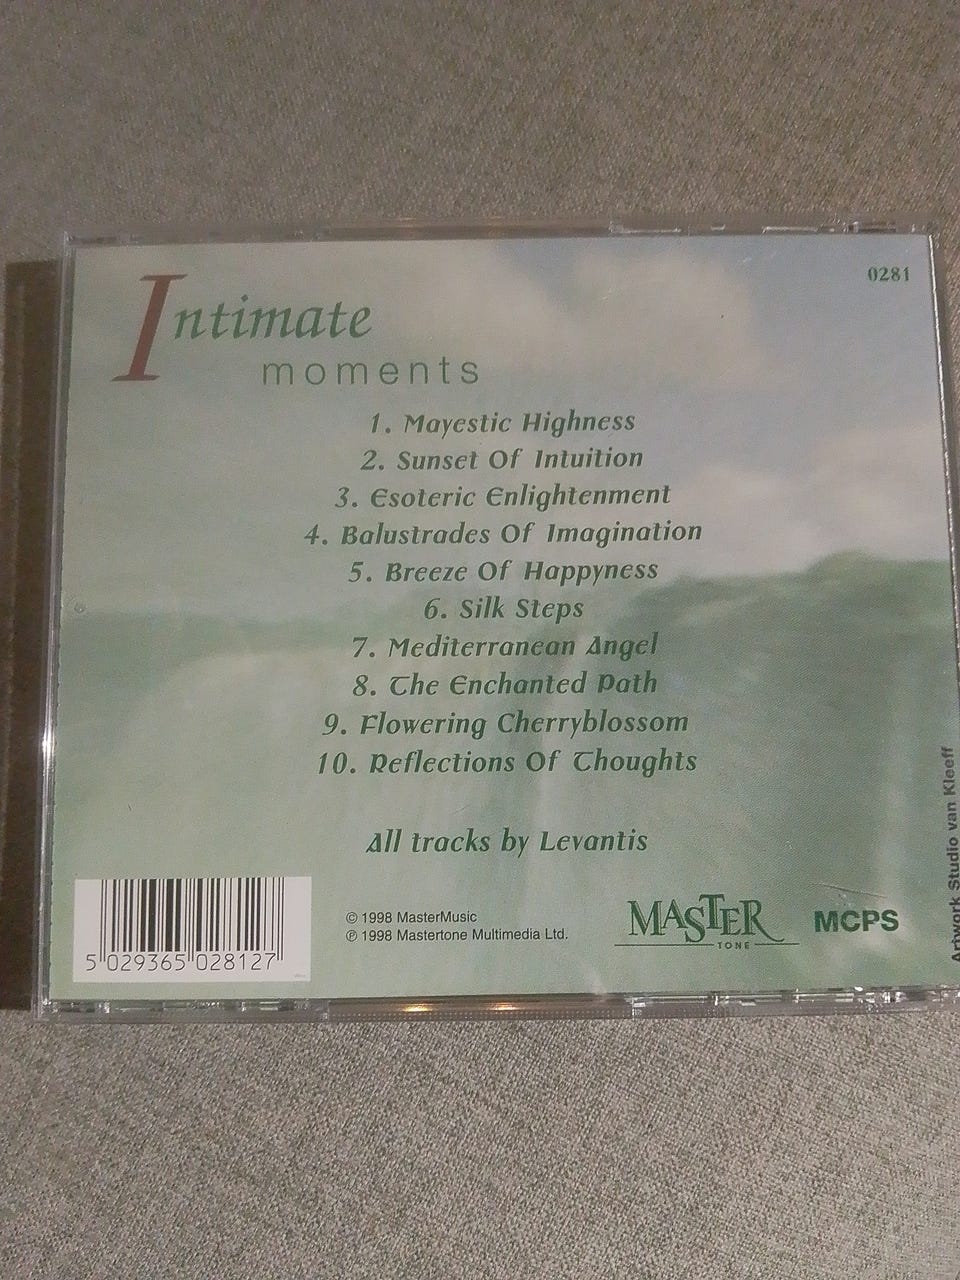 0281
Intimate
moments
1. Mayestic Highness
2. Sunset Of Intuition
3. Esoteric Enlightenment
4. Balustrades Of Imagination
5. Breeze Of Happyness
6. Silk Steps
7. Mediterranean Angel
8. The Enchanted Path
9. Flowering Cherryblossom
10. Reflections Of Thoughts
All tracks by Levantis
5 029365 028127
© 1998 MasterMusic
℗ 1998 Mastertone Multimedia Ltd.
MASTER
TONE
MCPS
Artwork Studio van Kleeff